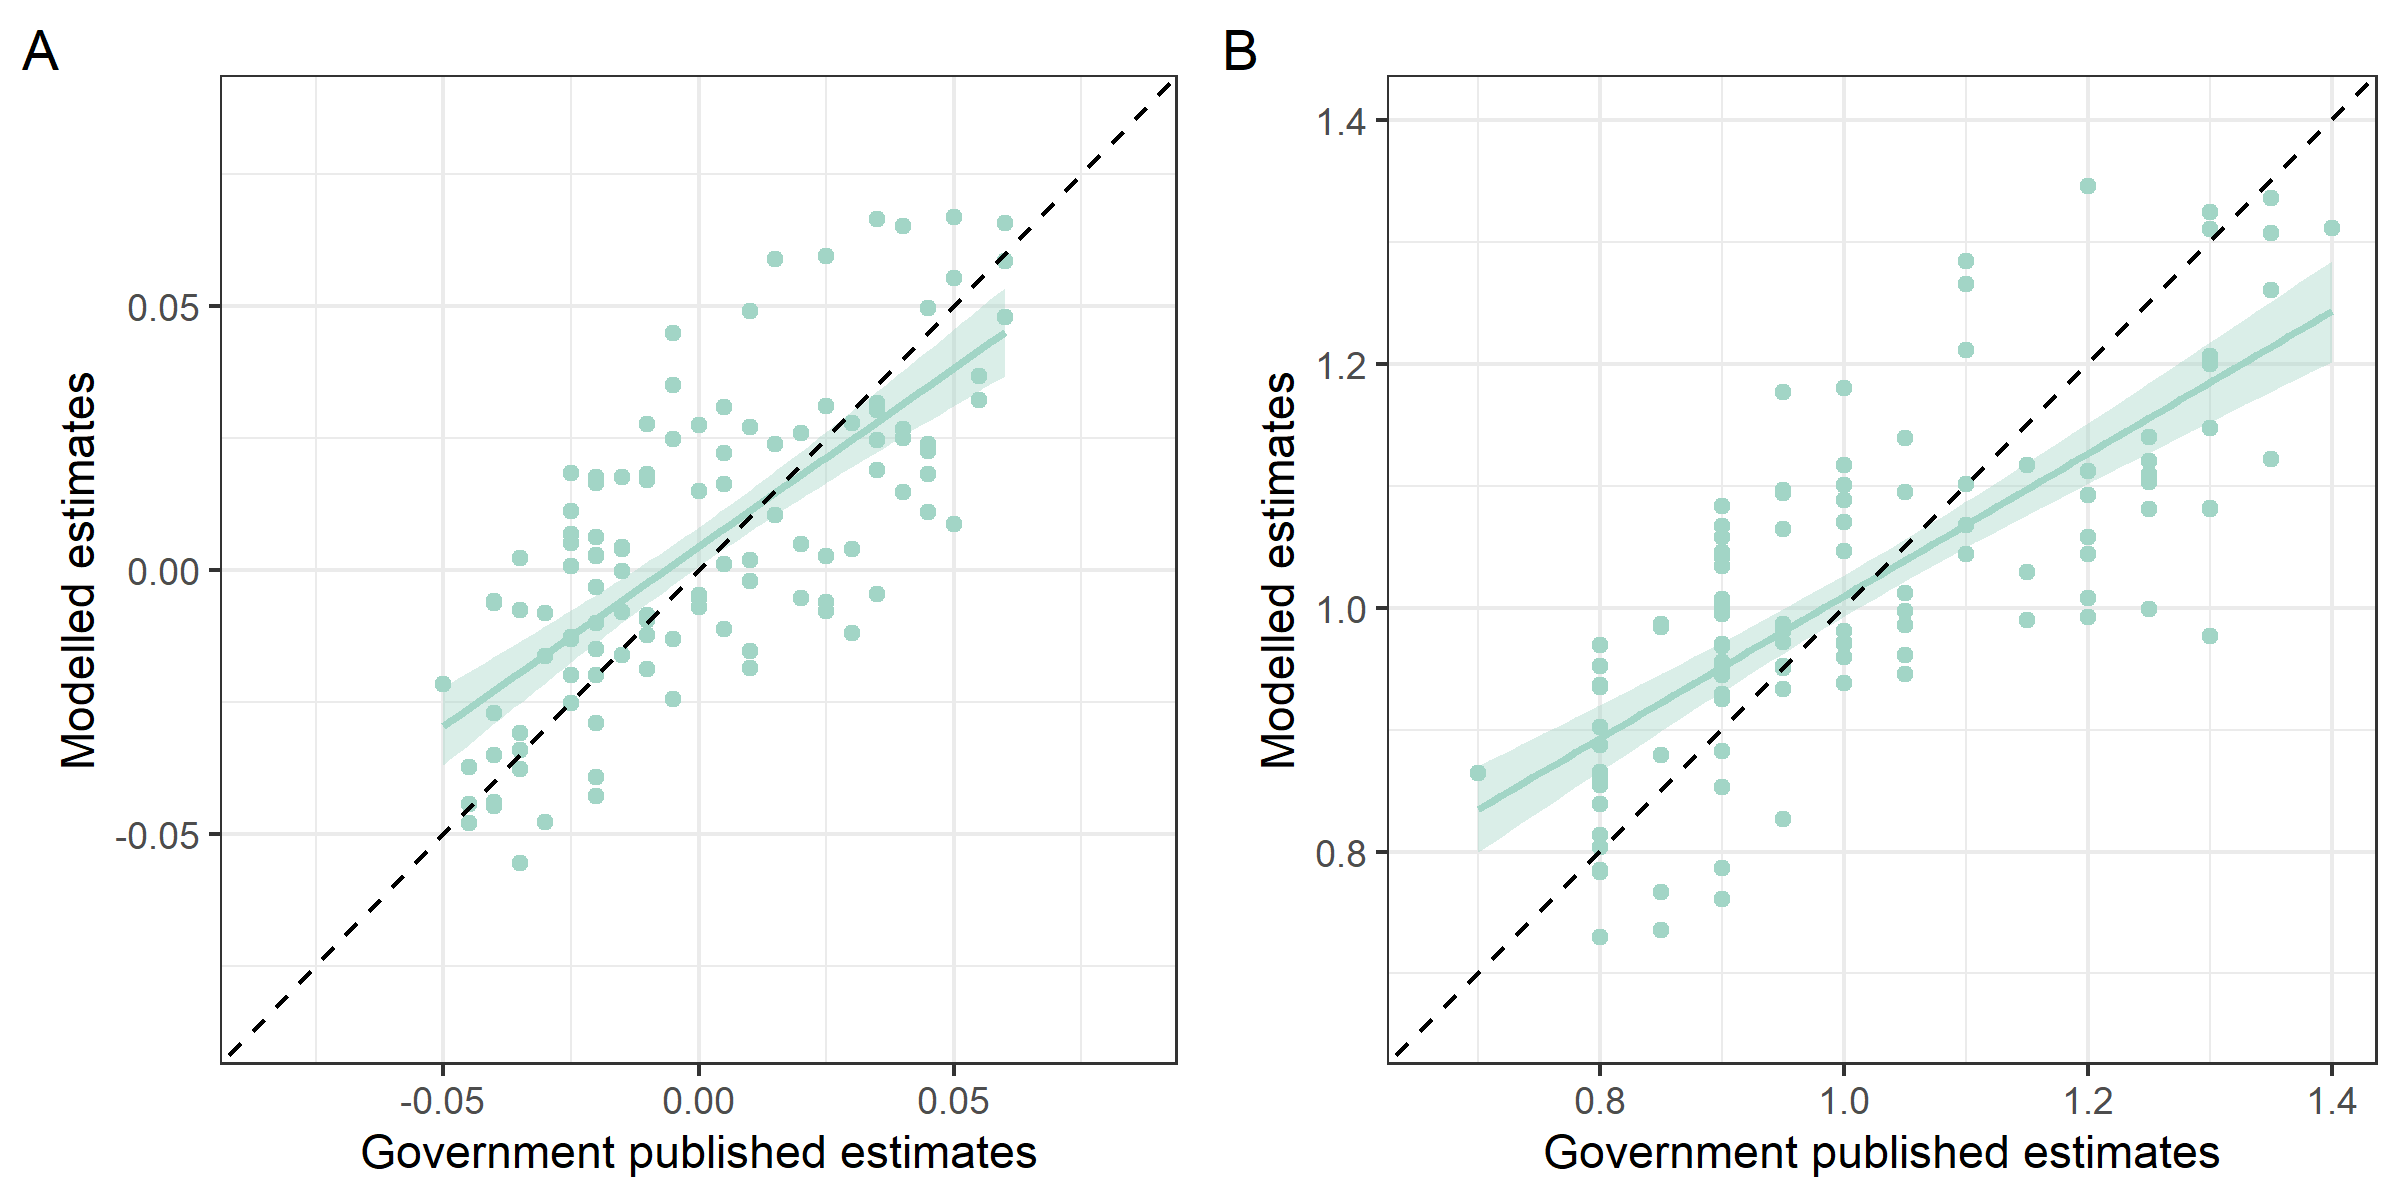 A
Modelled estimates
0.05
0.00
-0.05
-0.05 0.00 0.05
Government published estimates
B
Modelled estimates
1.4
1.2
1.0
0.8
0.8 1.0 1.2 1.4
Government published estimates